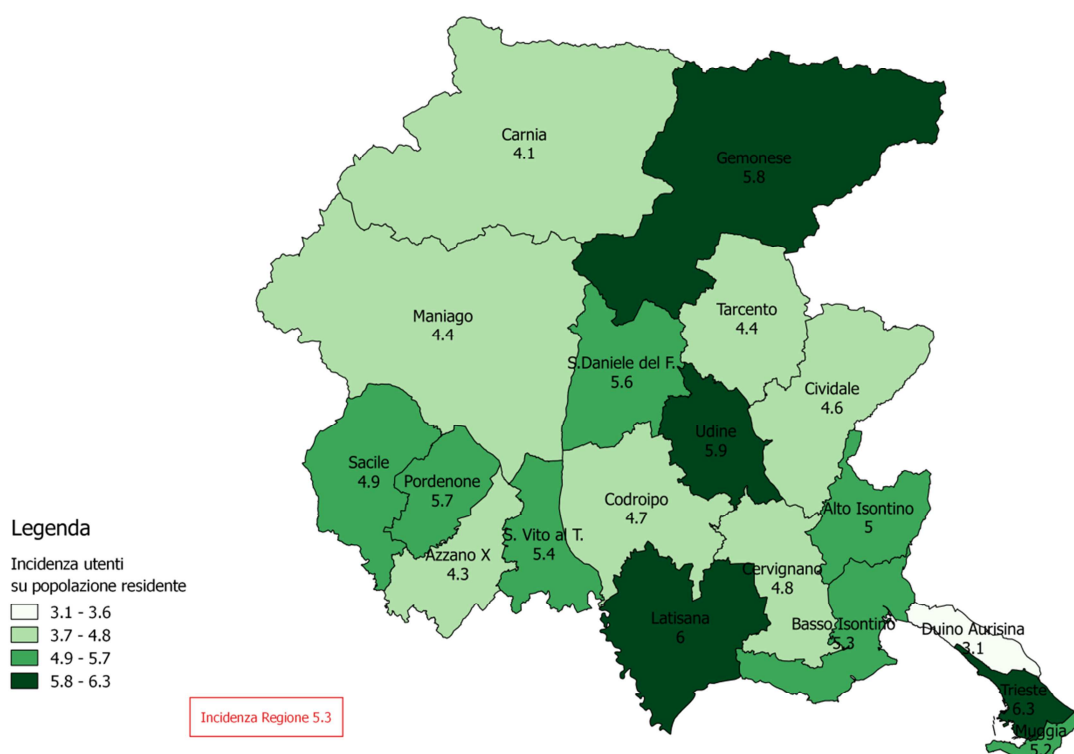 Carnia
4.1
Gemonese
5.8
Maniago
4.4
Tarcento
4.4
S.Daniele del F.
5.6
Cividale
4.6
Udine
5.9
Sacile
4.9
Pordenone
5.7
Codroipo
4.7
Alto Isontino
5
S. Vito al T.
5.4
Azzano X
4.3
Cervignano
4.8
Latisana
6
Basso Isontino
5.3
Duino Aurisina
3.1
Trieste
6.3
Muggia
5.2
Legenda
Incidenza utenti
su popolazione residente
3.1 - 3.6
3.7 - 4.8
4.9 - 5.7
5.8 - 6.3
Incidenza Regione 5.3